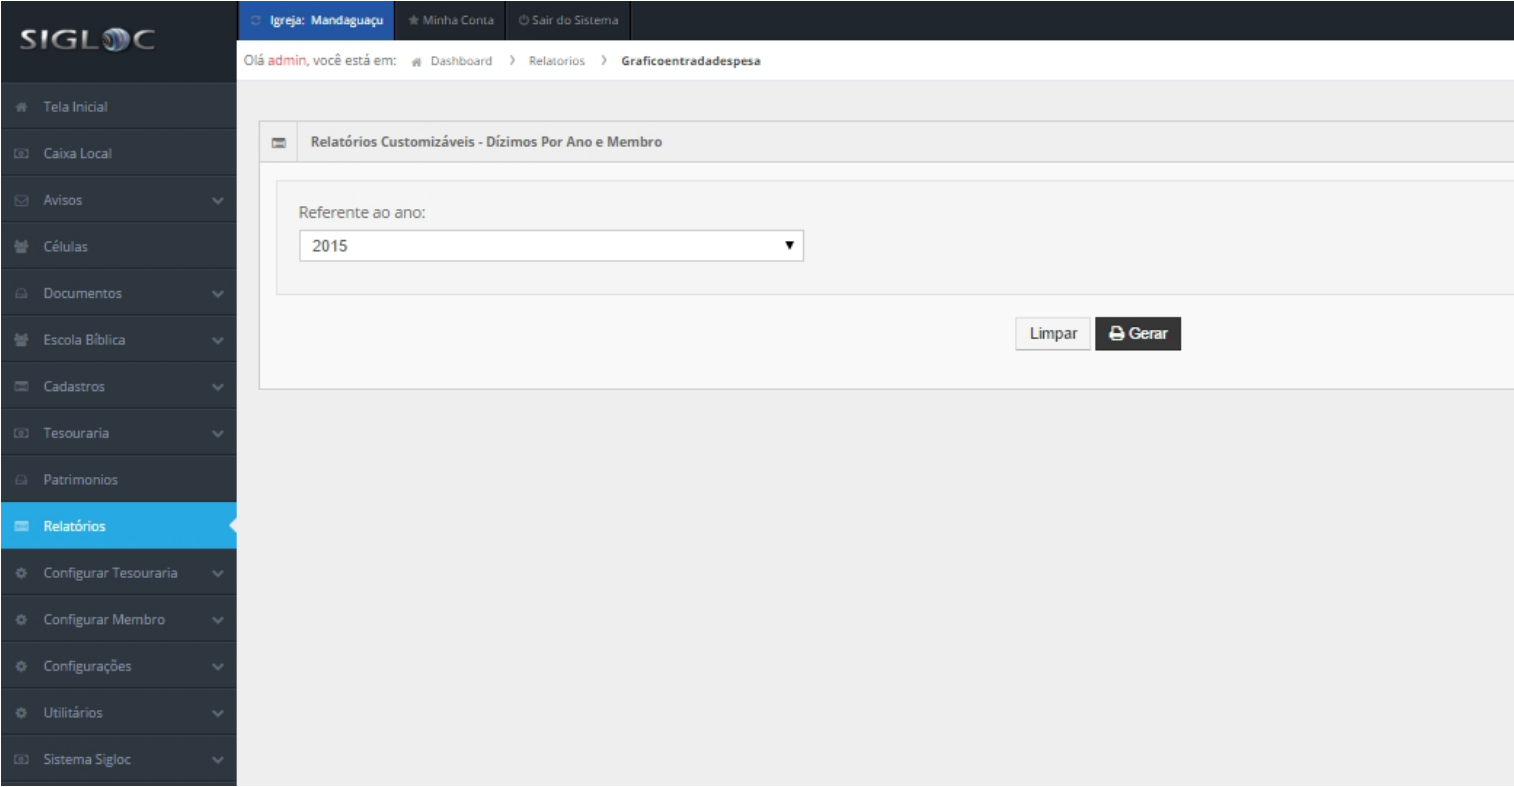 SIGLOC
Igreja: Mandaguaçu
Minha Conta
Sair do Sistema
Olá admin, você está em: Dashboard > Relatorios > Graficoentradadespesa
Tela Inicial
Caixa Local
Avisos
Células
Documentos
Escola Bíblica
Cadastros
Tesouraria
Patrimonios
Relatórios
Configurar Tesouraria
Configurar Membro
Configurações
Utilitários
Sistema Sigloc
Relatórios Customizáveis - Dízimos Por Ano e Membro
Referente ao ano:
2015
Limpar
Gerar